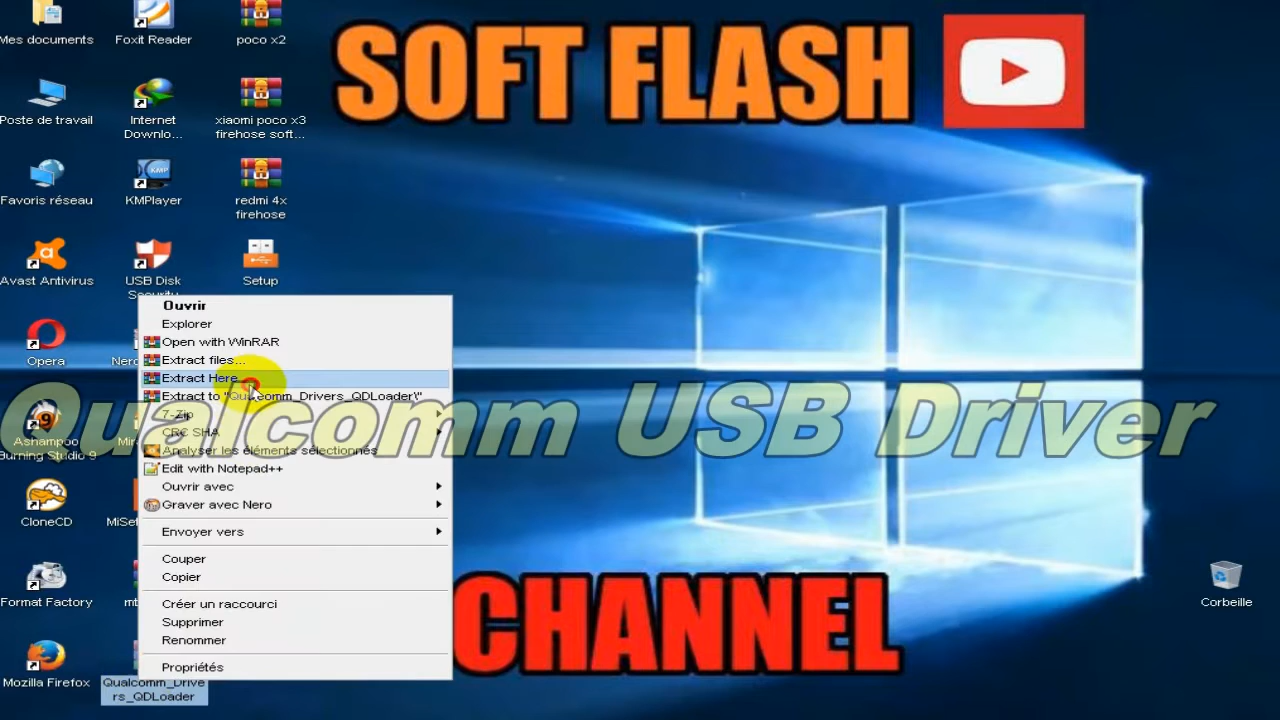 SOFT FLASH
Mes documents
Foxit Reader
poco x2
Poste de travail
Internet
Downlo...
xiaomi poco x3
firehose soft...
Favoris réseau
KMP
KMPlayer
redmi 4x
firehose
Avast Antivirus
USB Disk
Security
Setup
Opera
Ashampoo
Burning Studio 9
CloneCD
Format Factory
Mozilla Firefox
Qualcomm_Drive
rs_QDLoader
Ouvrir
Explorer
Open with WinRAR
Extract files...
Extract Here
Extract to "Qualcomm_Drivers_QDLoader\"
7-Zip
CRC SHA
Analyser les éléments sélectionnés
Edit with Notepad++
Ouvrir avec
Graver avec Nero
Envoyer vers
Couper
Copier
Créer un raccourci
Supprimer
Renommer
Propriétés
Qualcomm USB Driver
CHANNEL
Corbeille